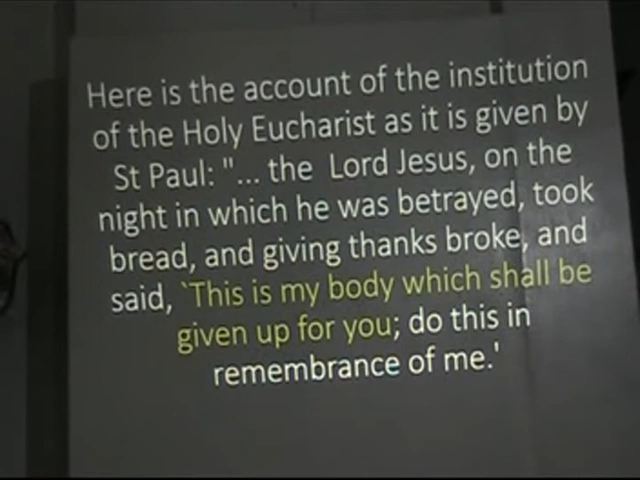 Here is the account of the institution
of the Holy Eucharist as it is given by
St Paul: "... the Lord Jesus, on the
night in which he was betrayed, took
bread, and giving thanks broke, and
said, `This is my body which shall be
given up for you; do this in
remembrance of me.'